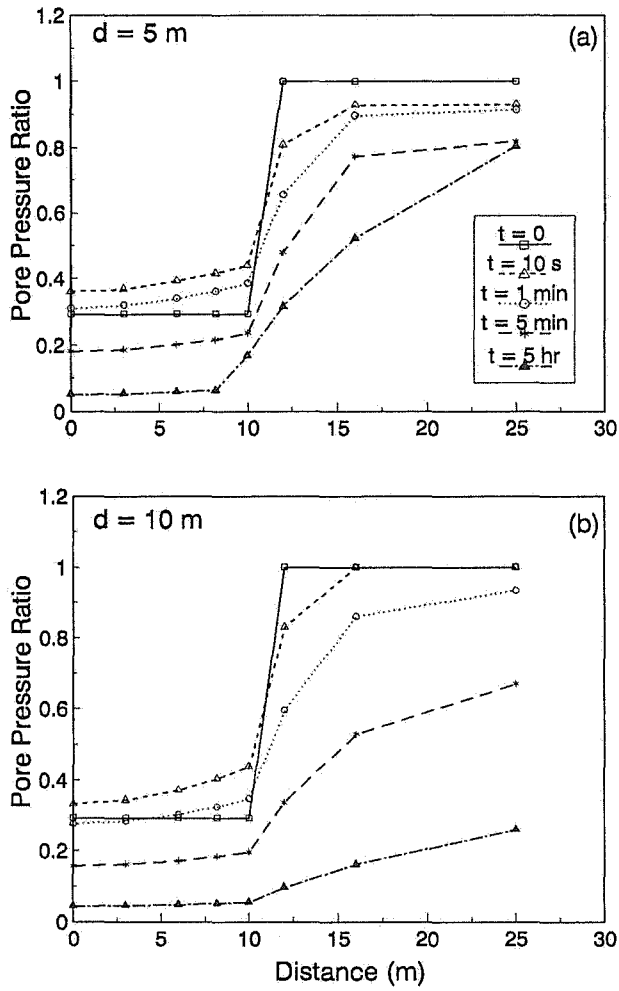 d = 5 m
(a)
Pore Pressure Ratio
1.2
1
0.8
0.6
0.4
0.2
0
0 5 10 15 20 25 30
t = 0
t = 10 s
t = 1 min
t = 5 min
t = 5 hr
d = 10 m
(b)
Pore Pressure Ratio
1.2
1
0.8
0.6
0.4
0.2
0
0 5 10 15 20 25 30
Distance (m)